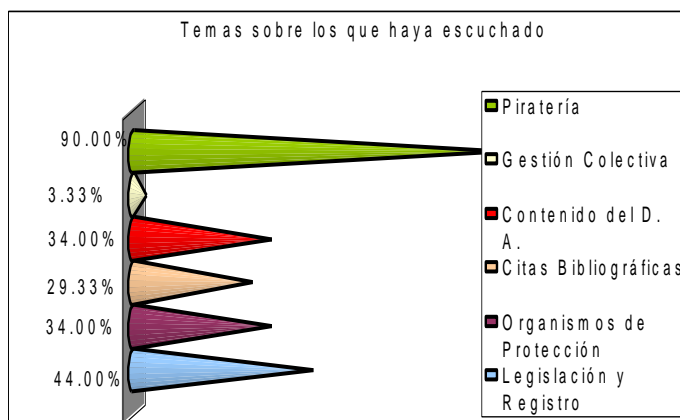 Temas sobre los que haya escuchado
90.00%
3.33%
34.00%
29.33%
34.00%
44.00%
Piratería
Gestión Colectiva
Contenido del D.
A.
Citas Bibliográficas
Organismos de
Protección
Legislación y
Registro